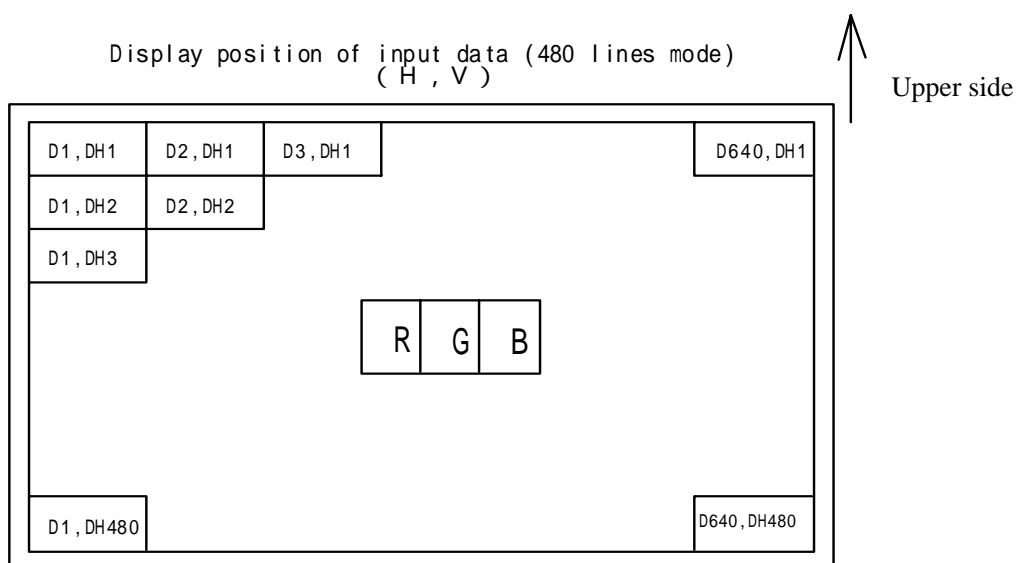 Display position of input data (480 lines mode)
( H , V )
Upper side
D1,DH1 D2,DH1 D3,DH1 D640,DH1
D1,DH2 D2,DH2
D1,DH3
R G B
D1,DH480 D640,DH480